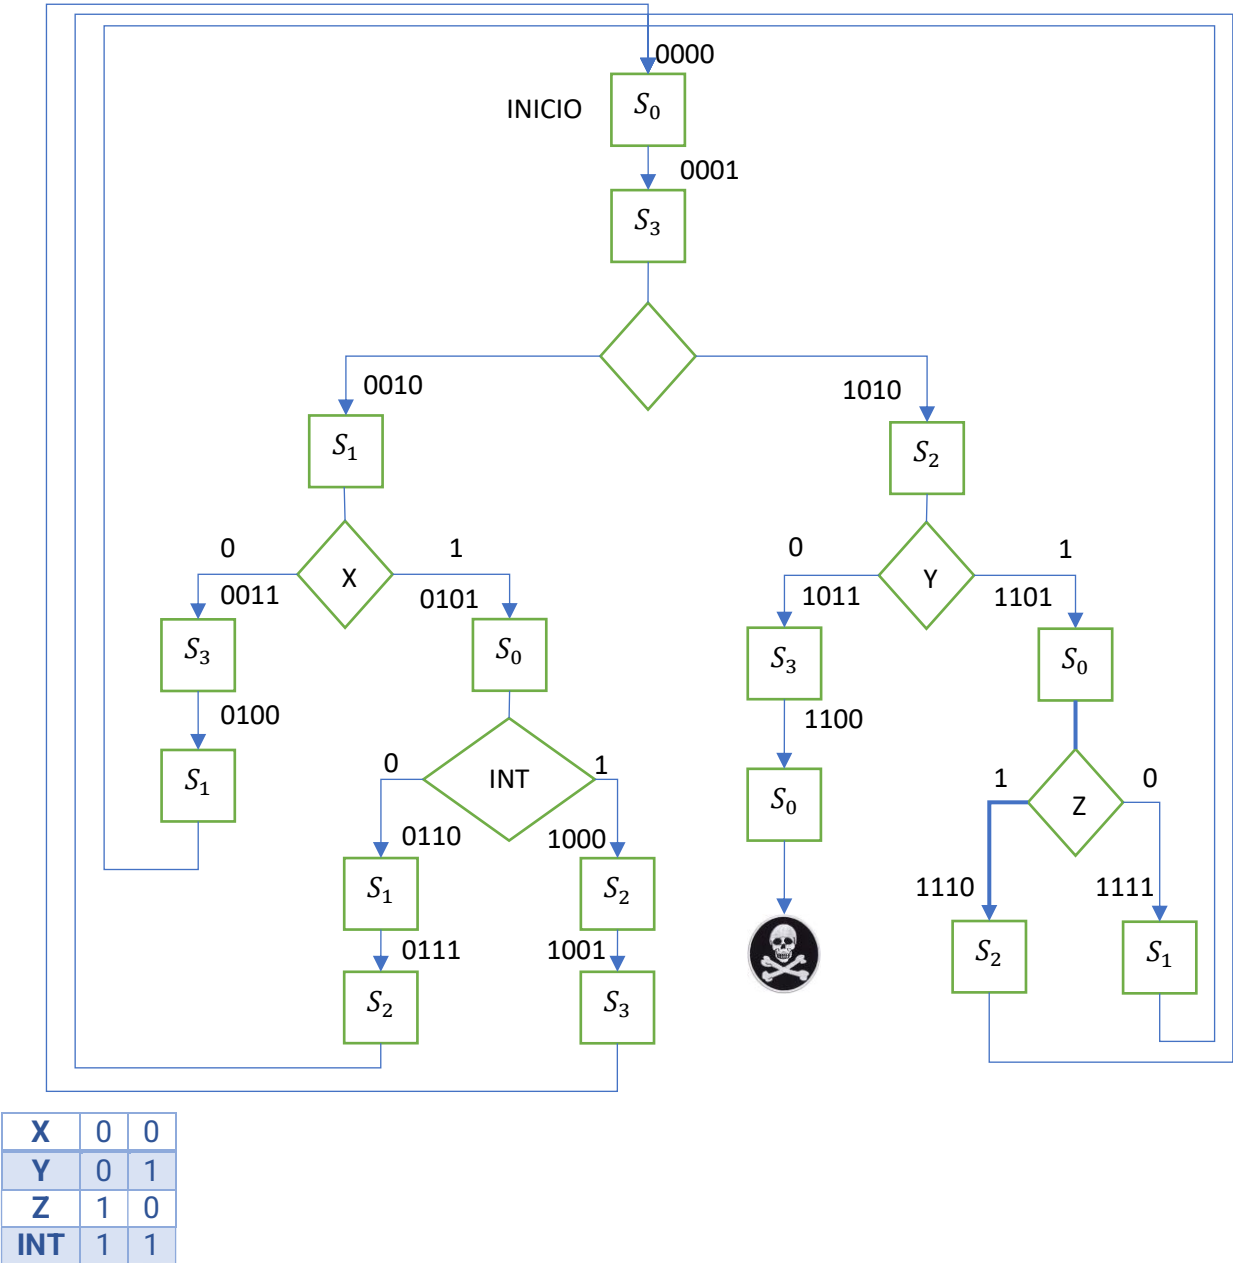 0000
INICIO
S₀
0001
S₃
0010
1010
S₁
S₂
0
X
1
0
Y
1
0011
0101
1011
1101
S₃
S₀
S₃
S₀
0100
1100
S₁
0
INT
1
S₀
1
Z
0
0110
1000
S₁
S₂
1110
1111
0111
1001
S₂
S₁
S₂
S₃
X 0 0
Y 0 1
Z 1 0
INT 1 1